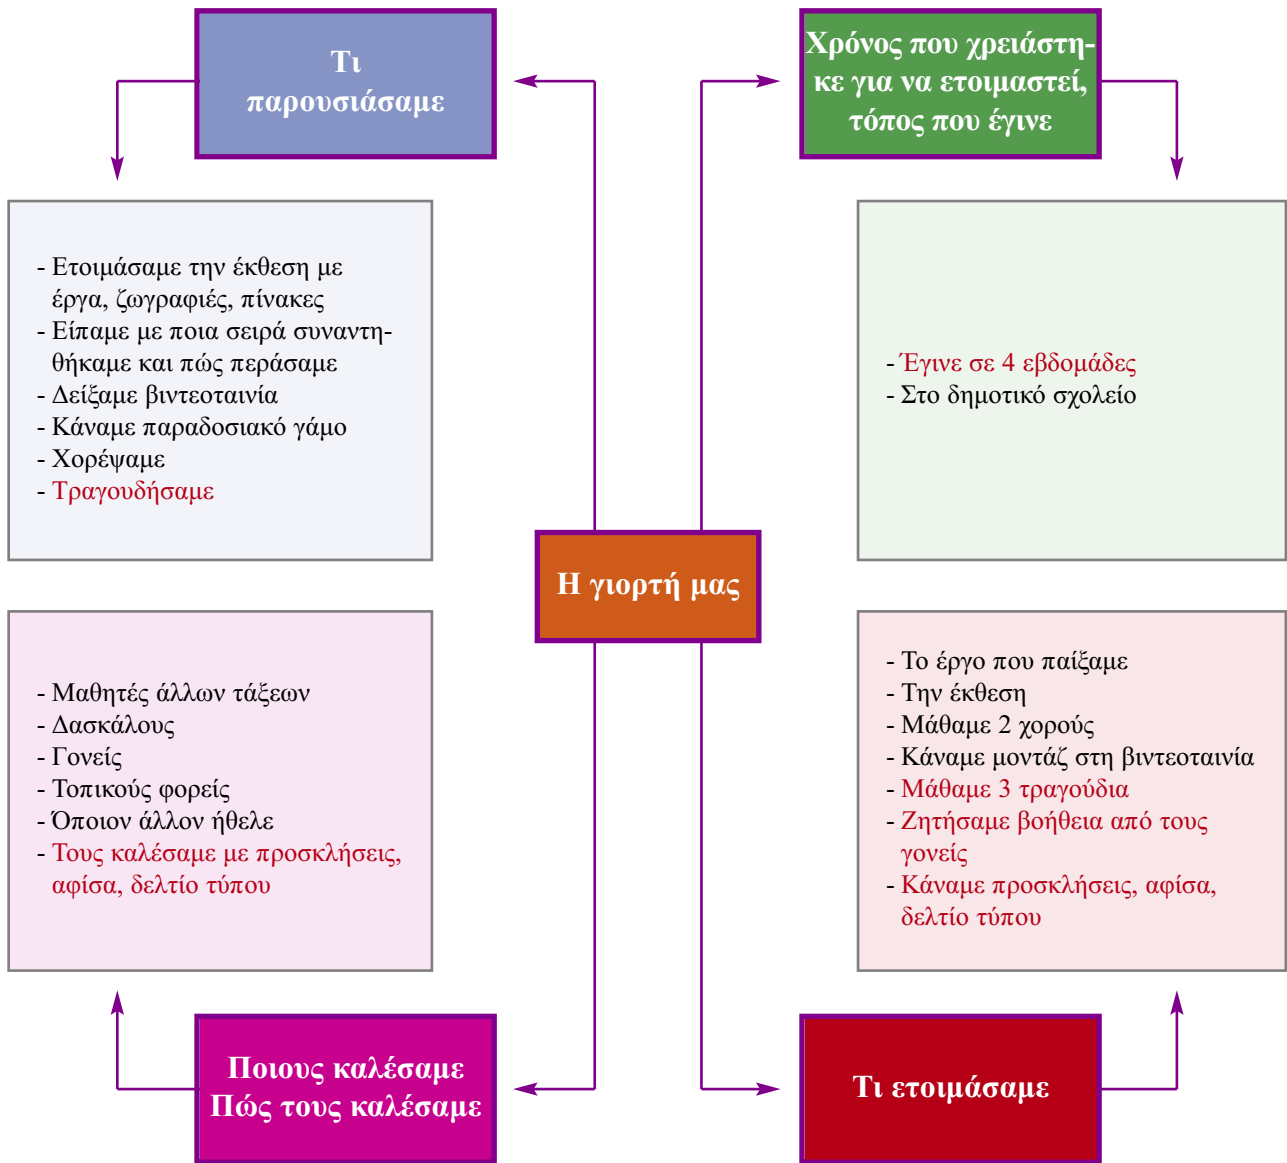 Τι
παρουσιάσαμε
Χρόνος που χρειάστη-
κε για να ετοιμαστεί,
τόπος που έγινε
- Ετοιμάσαμε την έκθεση με
έργα, ζωγραφιές, πίνακες
- Είπαμε με ποια σειρά συναντη-
θήκαμε και πώς περάσαμε
- Δείξαμε βιντεοταινία
- Κάναμε παραδοσιακό γάμο
- Χορέψαμε
- Τραγουδήσαμε
- Έγινε σε 4 εβδομάδες
- Στο δημοτικό σχολείο
Η γιορτή μας
- Μαθητές άλλων τάξεων
- Δασκάλους
- Γονείς
- Τοπικούς φορείς
- Όποιον άλλον ήθελε
- Τους καλέσαμε με προσκλήσεις,
αφίσα, δελτίο τύπου
- Το έργο που παίξαμε
- Την έκθεση
- Μάθαμε 2 χορούς
- Κάναμε μοντάζ στη βιντεοταινία
- Μάθαμε 3 τραγούδια
- Ζητήσαμε βοήθεια από τους
γονείς
- Κάναμε προσκλήσεις, αφίσα,
δελτίο τύπου
Ποιους καλέσαμε
Πώς τους καλέσαμε
Τι ετοιμάσαμε